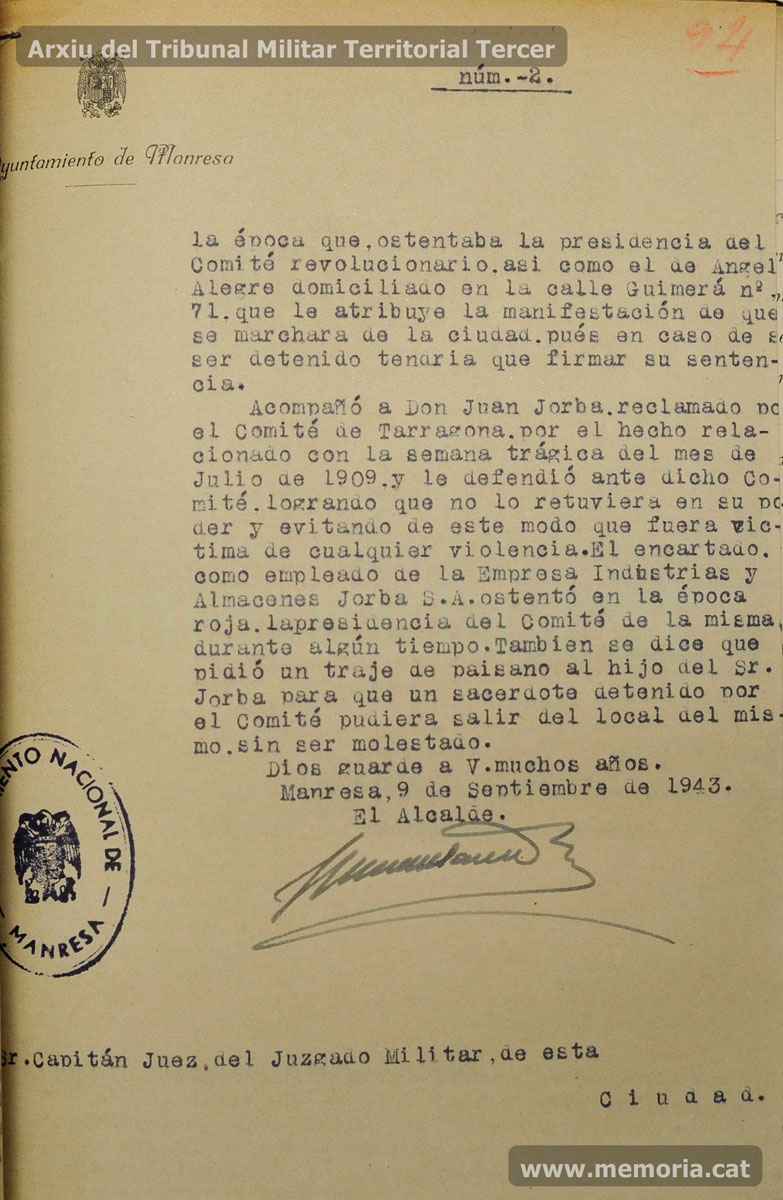 Arxiu del Tribunal Militar Territorial Tercer
94
núm.-2.
yuntamiento de Manresa
la época que,ostentaba la presidencia del
Comité revolucionario.asi como el de Angel
Alegre domiciliado en la calle Guimerá nº
71.que le atribuye la manifestación de que
se marchara de la ciudad.pués en caso de s
ser detenido tendria que firmar su senten-
cia.
Acompañó a Don Juan Jorba.reclamado po
el Comité de Tarragona.por el hecho rela-
cionado con la semana trágica del mes de
Julio de 1909.y le defendió ante dicho Co-
mité.logrando que no lo retuviera en su po
der y evitando de este modo que fuera vic-
tima de cualquier violencia.El encartado.
como empleado de la Empresa Industrias y
Almacenes Jorba S.A.ostentó en la época
roja.lapresidencia del Comité de la misma,
durante algún tiempo.Tambien se dice que
pidió un traje de paisano al hijo del Sr.
Jorba para que un sacerdote detenido por
el Comité pudiera salir del local del mis-
mo.sin ser molestado.
Dios guarde a V.muchos años.
Manresa,9 de Septiembre de 1943.
El Alcalde.
MIENTO NACIONAL DE
- MANRESA -
Sr.Capitán Juez.del Juzgado Militar,de esta
C i u d a d.
www.memoria.cat